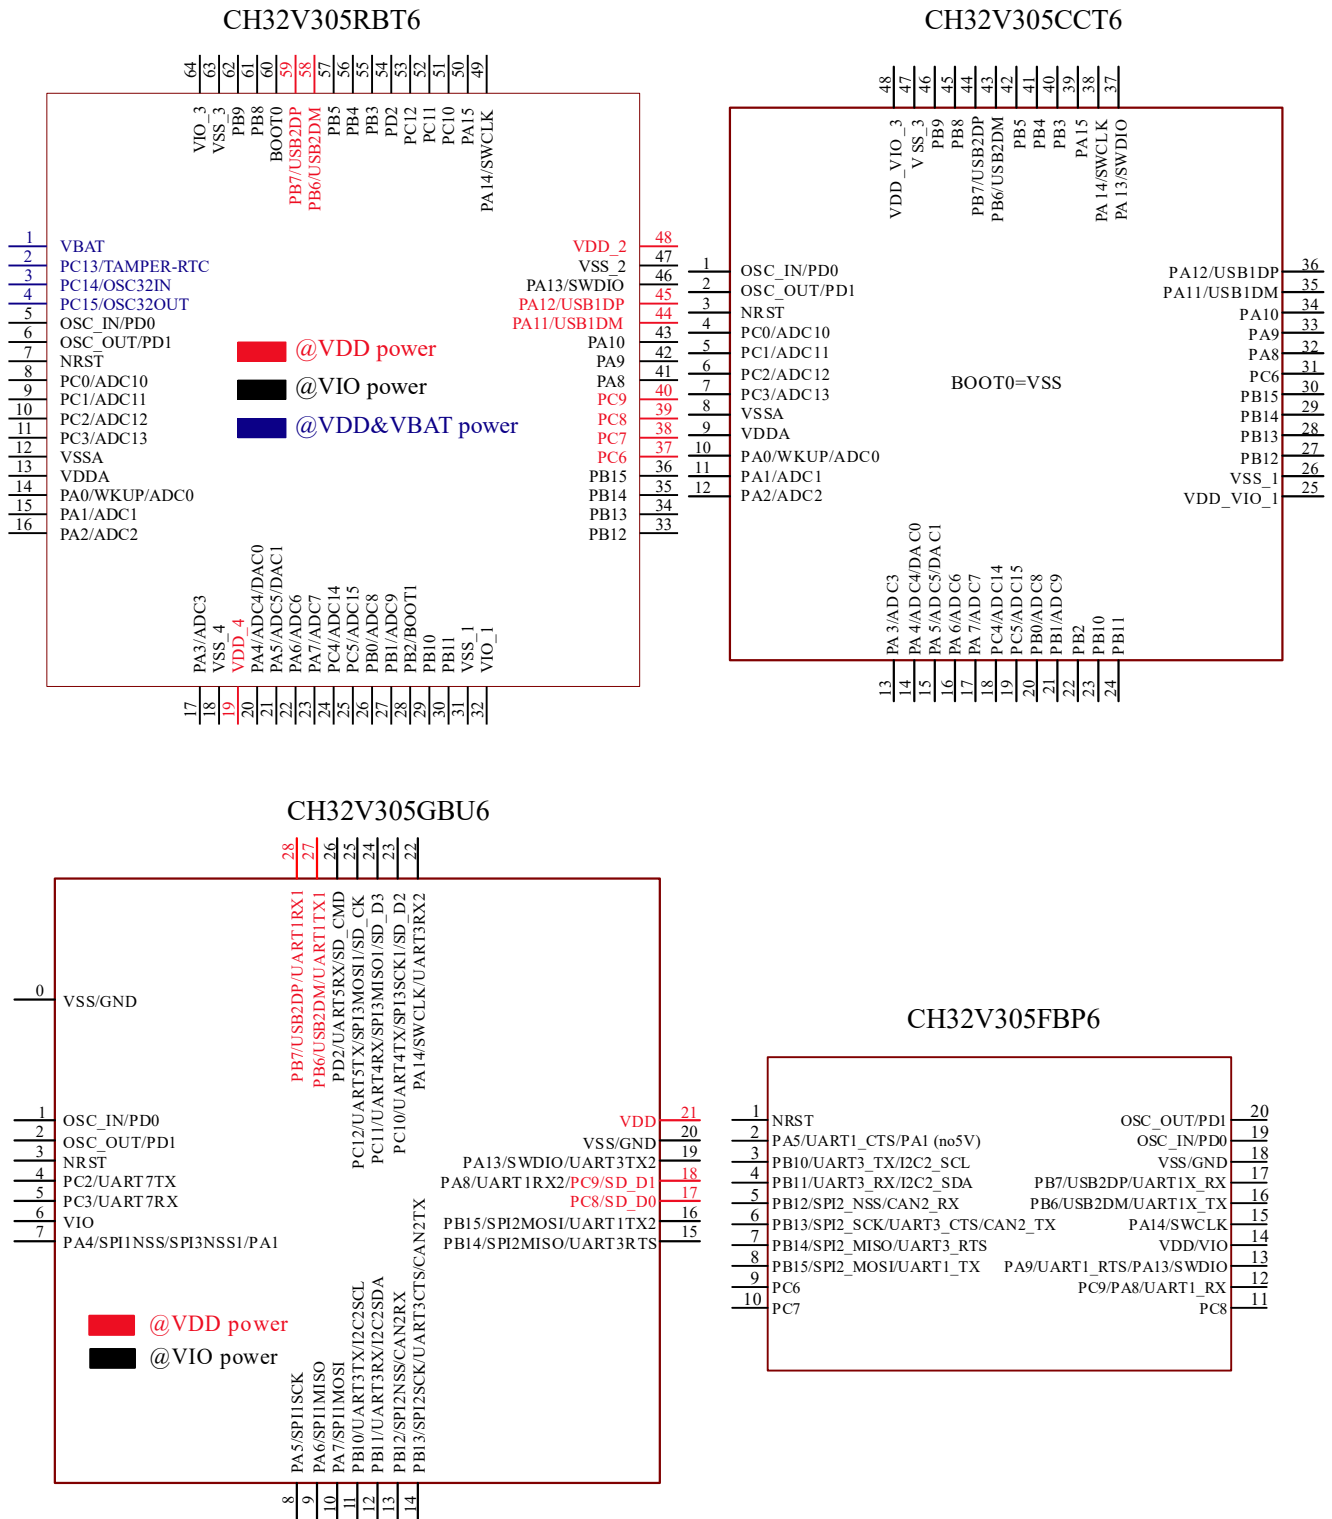 CH32V305RBT6
64 63 62 61 60 59 58 57 56 55 54 53 52 51 50 49
VIO_3
VSS_3
PB9
PB8
BOOT0
PB7/USB2DP
PB6/USB2DM
PB5
PB4
PB3
PD2
PC12
PC11
PC10
PA15
PA14/SWCLK
1 VBAT
2 PC13/TAMPER-RTC
3 PC14/OSC32IN
4 PC15/OSC32OUT
5 OSC_IN/PD0
6 OSC_OUT/PD1
7 NRST
8 PC0/ADC10
9 PC1/ADC11
10 PC2/ADC12
11 PC3/ADC13
12 VSSA
13 VDDA
14 PA0/WKUP/ADC0
15 PA1/ADC1
16 PA2/ADC2
@VDD power
@VIO power
@VDD&VBAT power
VDD_2 48
VSS_2 47
PA13/SWDIO 46
PA12/USB1DP 45
PA11/USB1DM 44
PA10 43
PA9 42
PA8 41
PC9 40
PC8 39
PC7 38
PC6 37
PB15 36
PB14 35
PB13 34
PB12 33
PA3/ADC3
VSS_4
VDD_4
PA4/ADC4/DAC0
PA5/ADC5/DAC1
PA6/ADC6
PA7/ADC7
PC4/ADC14
PC5/ADC15
PB0/ADC8
PB1/ADC9
PB2/BOOT1
PB10
PB11
VSS_1
VIO_1
17 18 19 20 21 22 23 24 25 26 27 28 29 30 31 32
CH32V305CCT6
48 47 46 45 44 43 42 41 40 39 38 37
VDD_VIO_3
VSS_3
PB9
PB8
PB7/USB2DP
PB6/USB2DM
PB5
PB4
PB3
PA15
PA14/SWCLK
PA13/SWDIO
1 OSC_IN/PD0
2 OSC_OUT/PD1
3 NRST
4 PC0/ADC10
5 PC1/ADC11
6 PC2/ADC12
7 PC3/ADC13
8 VSSA
9 VDDA
10 PA0/WKUP/ADC0
11 PA1/ADC1
12 PA2/ADC2
BOOT0=VSS
PA12/USB1DP 36
PA11/USB1DM 35
PA10 34
PA9 33
PA8 32
PC6 31
PB15 30
PB14 29
PB13 28
PB12 27
VSS_1 26
VDD_VIO_1 25
PA3/ADC3
PA4/ADC4/DAC0
PA5/ADC5/DAC1
PA6/ADC6
PA7/ADC7
PC4/ADC14
PC5/ADC15
PB0/ADC8
PB1/ADC9
PB2
PB10
PB11
13 14 15 16 17 18 19 20 21 22 23 24
CH32V305GBU6
28 27 26 25 24 23 22
PB7/USB2DP/UART1RX1
PB6/USB2DM/UART1TX1
PD2/UART5RX/SD_CMD
PC12/UART5TX/SPI3MOSI1/SD_CK
PC11/UART4RX/SPI3MISO1/SD_D3
PC10/UART4TX/SPI3SCK1/SD_D2
PA14/SWCLK/UART3RX2
0 VSS/GND
1 OSC_IN/PD0
2 OSC_OUT/PD1
3 NRST
4 PC2/UART7TX
5 PC3/UART7RX
6 VIO
7 PA4/SPI1NSS/SPI3NSS1/PA1
VDD 21
VSS/GND 20
PA13/SWDIO/UART3TX2 19
PA8/UART1RX2/PC9/SD_D1 18
PC8/SD_D0 17
PB15/SPI2MOSI/UART1TX2 16
PB14/SPI2MISO/UART3RTS 15
@VDD power
@VIO power
PA5/SPI1SCK
PA6/SPI1MISO
PA7/SPI1MOSI
PB10/UART3TX/I2C2SCL
PB11/UART3RX/I2C2SDA
PB12/SPI2NSS/CAN2RX
PB13/SPI2SCK/UART3CTS/CAN2TX
8 9 10 11 12 13 14
CH32V305FBP6
1 NRST
2 PA5/UART1_CTS/PA1 (no5V)
3 PB10/UART3_TX/I2C2_SCL
4 PB11/UART3_RX/I2C2_SDA
5 PB12/SPI2_NSS/CAN2_RX
6 PB13/SPI2_SCK/UART3_CTS/CAN2_TX
7 PB14/SPI2_MISO/UART3_RTS
8 PB15/SPI2_MOSI/UART1_TX
9 PC6
10 PC7
OSC_OUT/PD1 20
OSC_IN/PD0 19
VSS/GND 18
PB7/USB2DP/UART1X_RX 17
PB6/USB2DM/UART1X_TX 16
PA14/SWCLK 15
VDD/VIO 14
PA9/UART1_RTS/PA13/SWDIO 13
PC9/PA8/UART1_RX 12
PC8 11